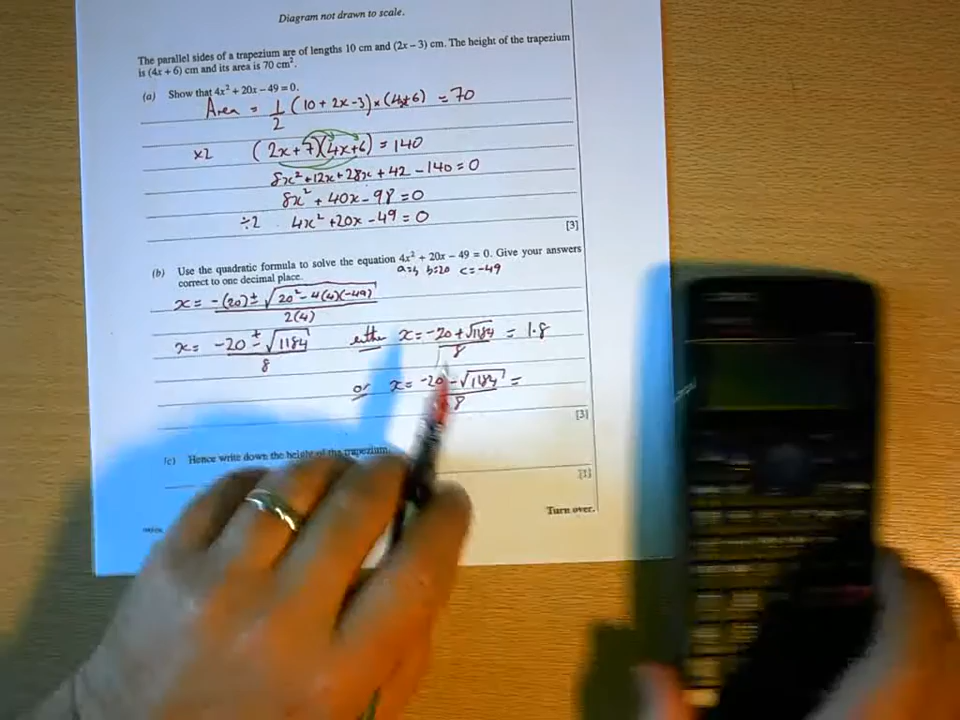 Diagram not drawn to scale.
The parallel sides of a trapezium are of lengths 10 cm and (2x – 3) cm. The height of the trapezium
is (4x + 6) cm and its area is 70 cm².
(a) Show that 4x² + 20x – 49 = 0.
Area = 1/2 (10 + 2x - 3) × (4x+6) = 70
×2 (2x+7)(4x+6) = 140
8x² + 12x + 28x + 42 - 140 = 0
8x² + 40x - 98 = 0
÷2 4x² + 20x - 49 = 0
[3]
(b) Use the quadratic formula to solve the equation 4x² + 20x – 49 = 0. Give your answers
correct to one decimal place.
a=4 b=20 c=-49
x = -(20) ± √20² - 4(4)(-49) / 2(4)
x = -20 ± √1184 / 8 either x = -20 + √1184 / 8 = 1.8
or x = -20 - √1184 / 8 =
[3]
(c) Hence write down the height of the trapezium.
[1]
Turn over.